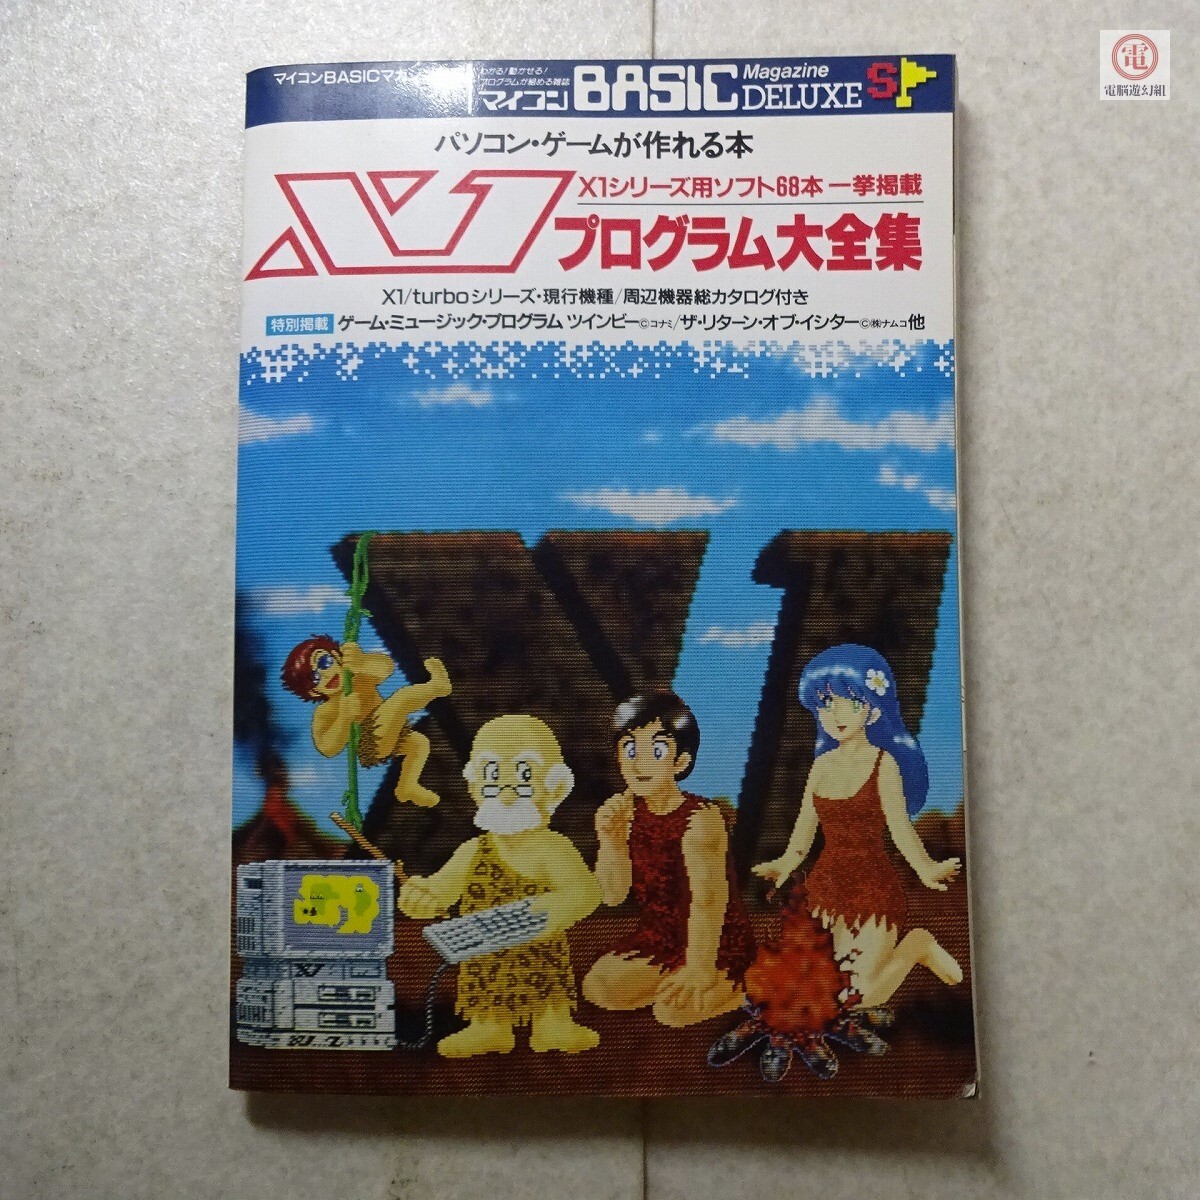 マイコンBASICマガ
わかる!動かせる!
プログラムが組める雑誌
マイコン BASIC Magazine DELUXE
パソコン・ゲームが作れる本
X1 X1シリーズ用ソフト68本 一挙掲載
プログラム大全集
X1/turboシリーズ・現行機種/周辺機器総カタログ付き
特別掲載 ゲーム・ミュージック・プログラム ツインビー©コナミ/ザ・リターン・オブ・イシター©㈱ナムコ他
X1
X1
電
電脳遊幻組